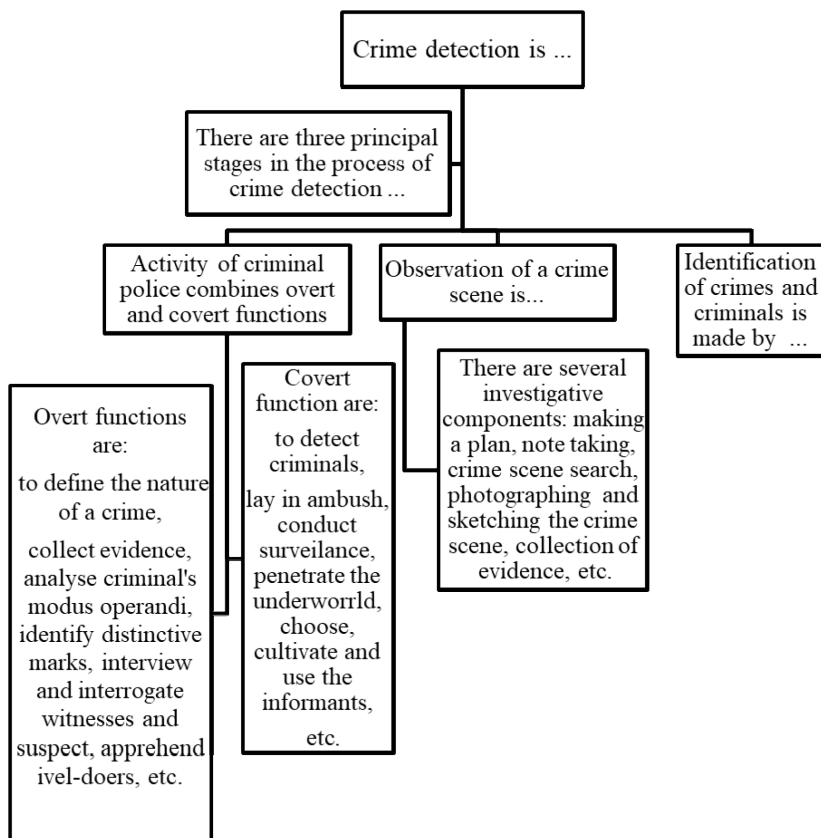 Crime detection is ...
There are three principal
stages in the process of
crime detection ...
Activity of criminal
police combines overt
and covert functions
Observation of a crime
scene is...
Identification
of crimes and
criminals is
made by ...
Overt functions
are:
to define the nature
of a crime,
collect evidence,
analyse criminal's
modus operandi,
identify distinctive
marks, interview
and interrogate
witnesses and
suspect, apprehend
ivel-doers, etc.
Covert
function are:
to detect
criminals,
lay in ambush,
conduct
surveilance,
penetrate the
underworrld,
choose,
cultivate and
use the
informants,
etc.
There are several
investigative
components: making
a plan, note taking,
crime scene search,
photographing and
sketching the crime
scene, collection of
evidence, etc.